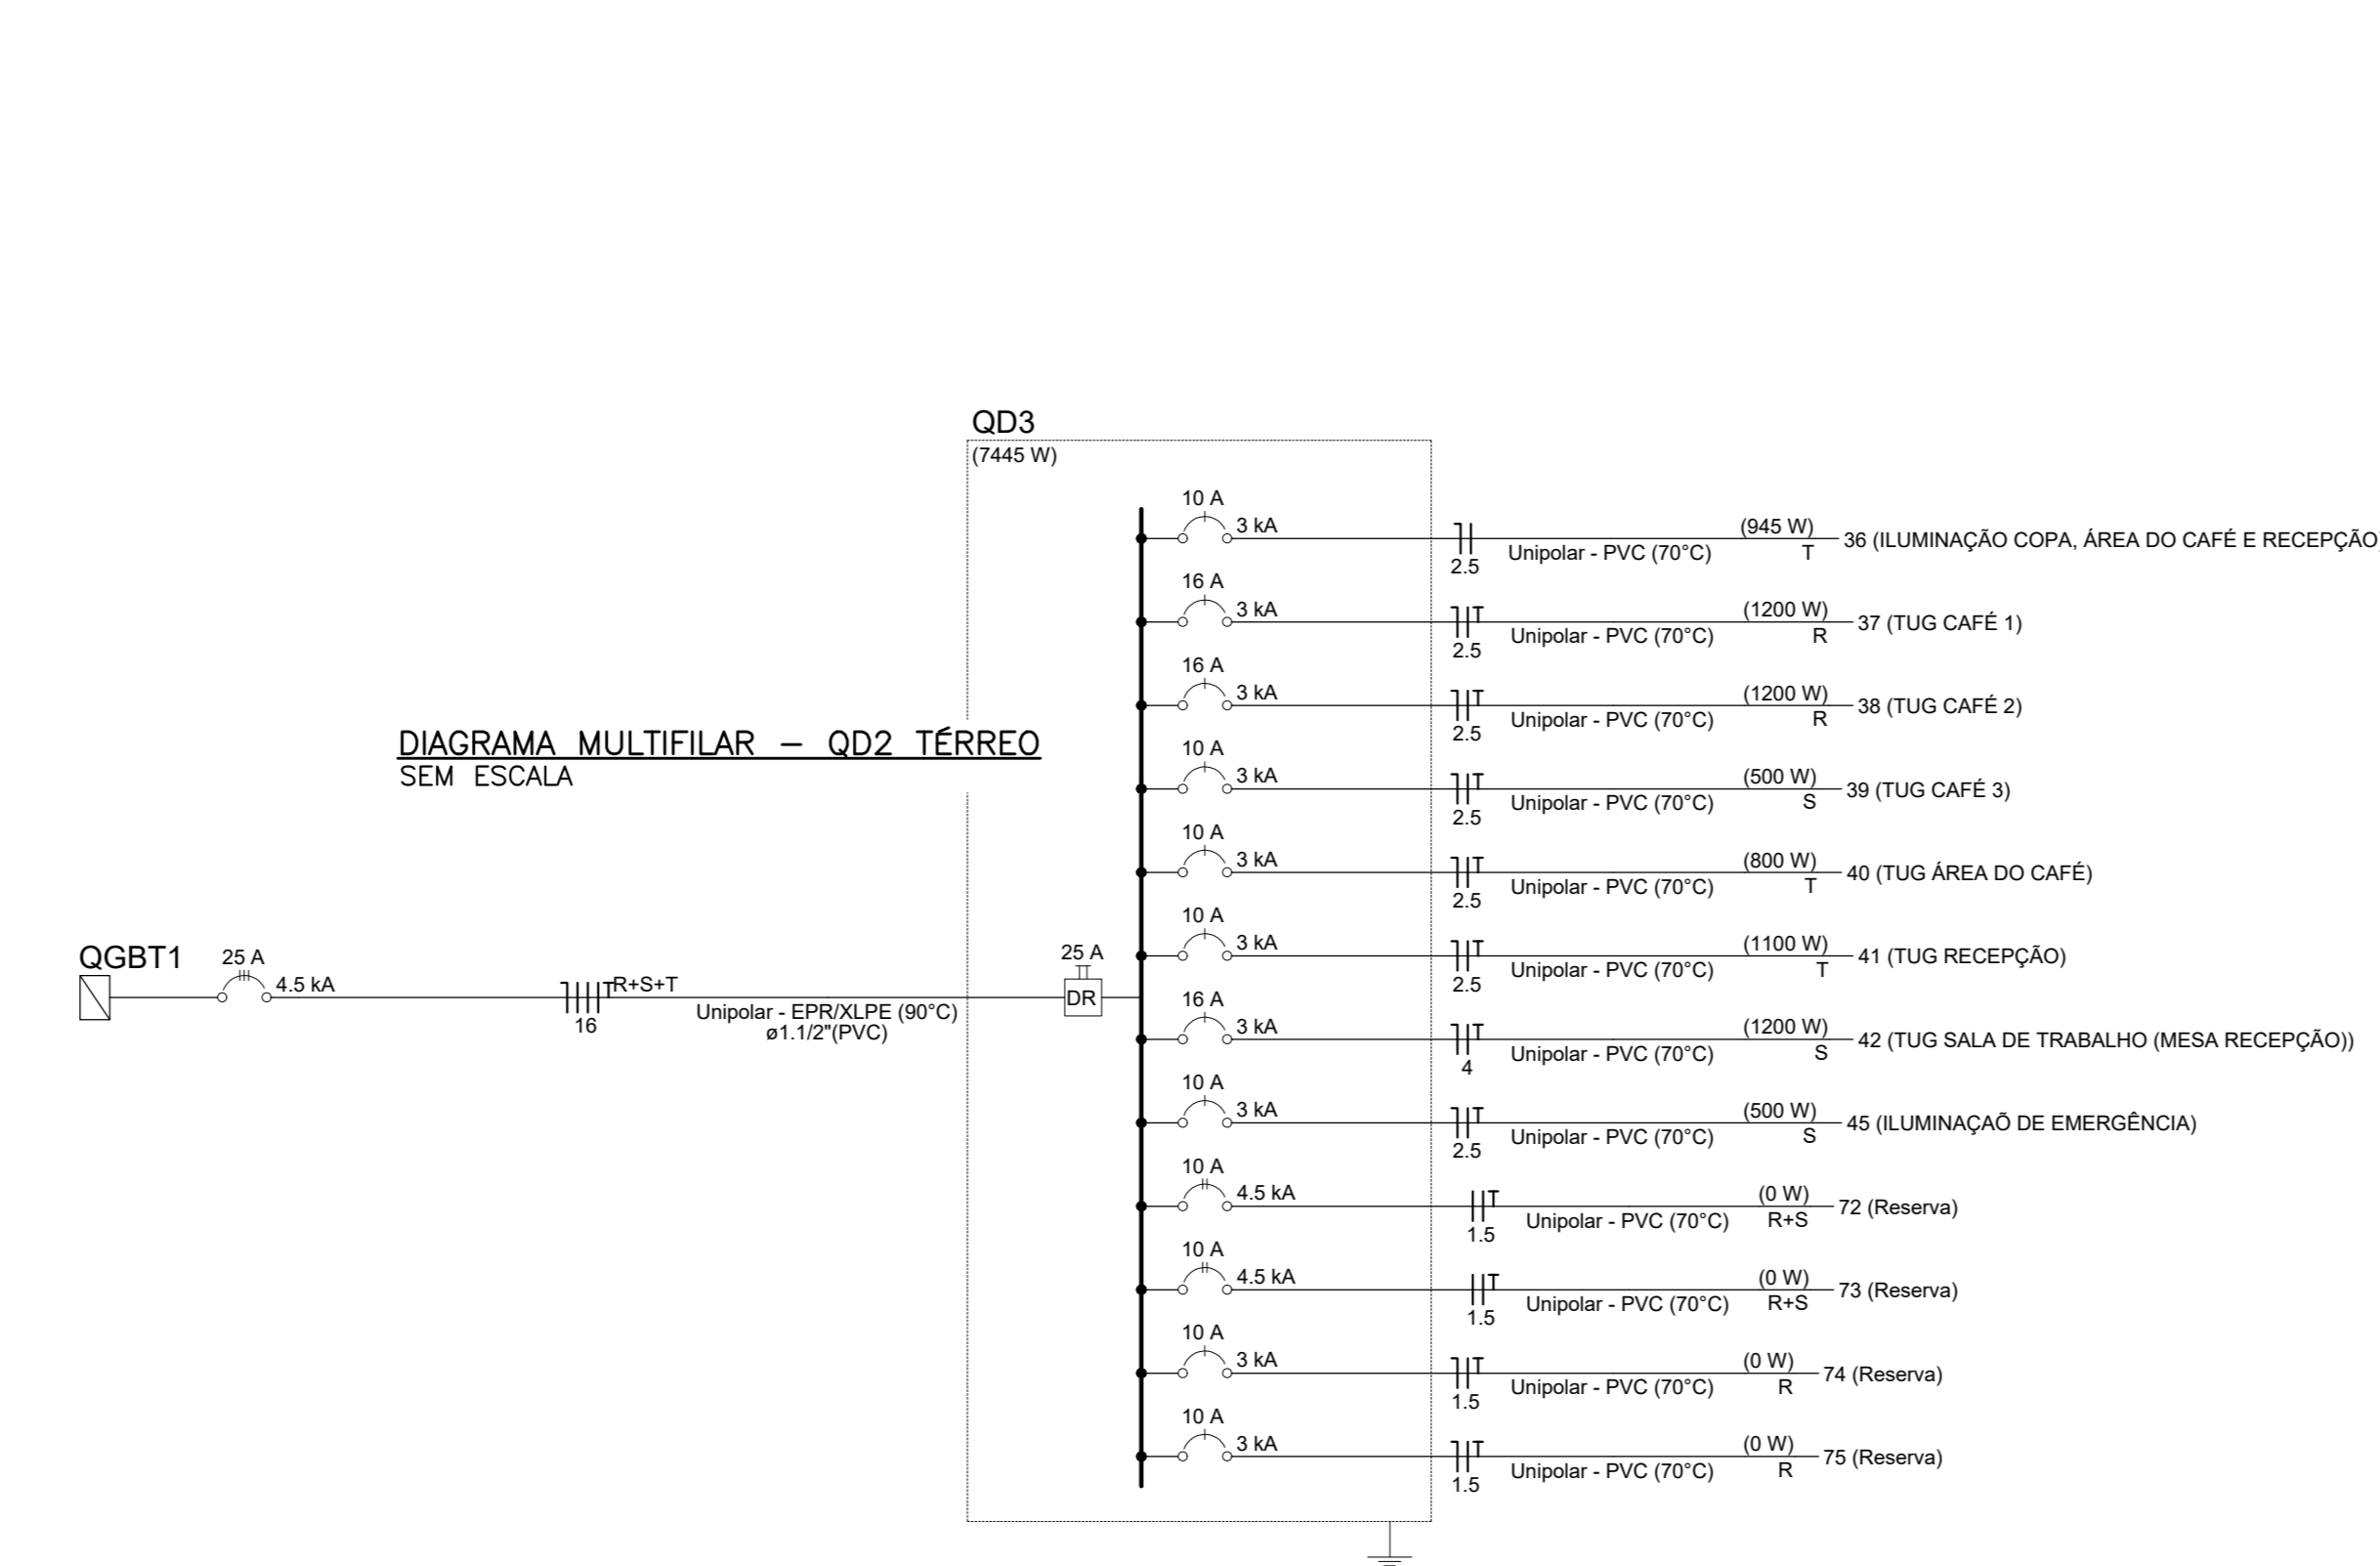 QD3
(7445 W)
10 A
3 kA
2.5
Unipolar - PVC (70°C)
(945 W)
T
36 (ILUMINAÇÃO COPA, ÁREA DO CAFÉ E RECEPÇÃO)
16 A
3 kA
T
2.5
Unipolar - PVC (70°C)
(1200 W)
R
37 (TUG CAFÉ 1)
16 A
3 kA
T
2.5
Unipolar - PVC (70°C)
(1200 W)
R
38 (TUG CAFÉ 2)
DIAGRAMA MULTIFILAR – QD2 TÉRREO
SEM ESCALA
10 A
3 kA
T
2.5
Unipolar - PVC (70°C)
(500 W)
S
39 (TUG CAFÉ 3)
10 A
3 kA
T
2.5
Unipolar - PVC (70°C)
(800 W)
T
40 (TUG ÁREA DO CAFÉ)
10 A
3 kA
T
2.5
Unipolar - PVC (70°C)
(1100 W)
T
41 (TUG RECEPÇÃO)
QGBT1
25 A
4.5 kA
R+S+T
16
Unipolar - EPR/XLPE (90°C)
ø1.1/2"(PVC)
25 A
DR
16 A
3 kA
T
4
Unipolar - PVC (70°C)
(1200 W)
S
42 (TUG SALA DE TRABALHO (MESA RECEPÇÃO))
10 A
3 kA
T
2.5
Unipolar - PVC (70°C)
(500 W)
S
45 (ILUMINAÇAÕ DE EMERGÊNCIA)
10 A
4.5 kA
T
1.5
Unipolar - PVC (70°C)
(0 W)
R+S
72 (Reserva)
10 A
4.5 kA
T
1.5
Unipolar - PVC (70°C)
(0 W)
R+S
73 (Reserva)
10 A
3 kA
T
1.5
Unipolar - PVC (70°C)
(0 W)
R
74 (Reserva)
10 A
3 kA
T
1.5
Unipolar - PVC (70°C)
(0 W)
R
75 (Reserva)